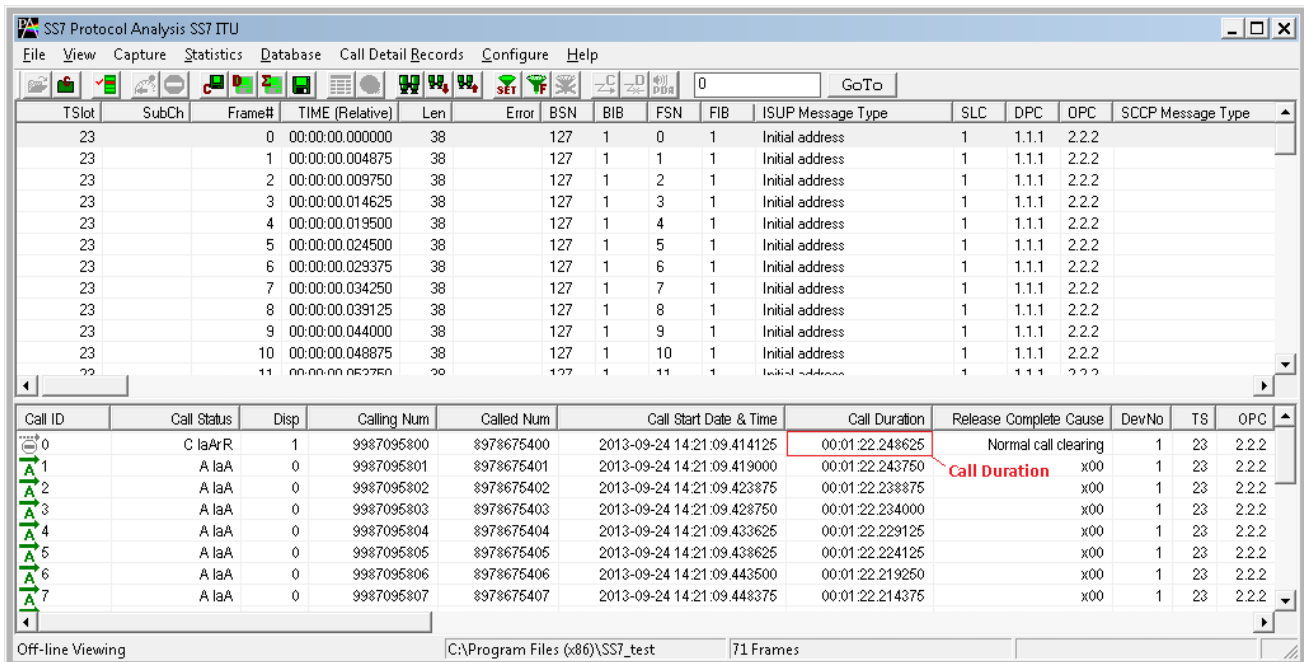 SS7 Protocol Analysis SS7 ITU
File View Capture Statistics Database Call Detail Records Configure Help
0 GoTo
TSlot SubCh Frame# TIME (Relative) Len Error BSN BIB FSN FIB ISUP Message Type SLC DPC OPC SCCP Message Type
23 0 00:00:00.000000 38 127 1 0 1 Initial address 1 1.1.1 2.2.2
23 1 00:00:00.004875 38 127 1 1 1 Initial address 1 1.1.1 2.2.2
23 2 00:00:00.009750 38 127 1 2 1 Initial address 1 1.1.1 2.2.2
23 3 00:00:00.014625 38 127 1 3 1 Initial address 1 1.1.1 2.2.2
23 4 00:00:00.019500 38 127 1 4 1 Initial address 1 1.1.1 2.2.2
23 5 00:00:00.024500 38 127 1 5 1 Initial address 1 1.1.1 2.2.2
23 6 00:00:00.029375 38 127 1 6 1 Initial address 1 1.1.1 2.2.2
23 7 00:00:00.034250 38 127 1 7 1 Initial address 1 1.1.1 2.2.2
23 8 00:00:00.039125 38 127 1 8 1 Initial address 1 1.1.1 2.2.2
23 9 00:00:00.044000 38 127 1 9 1 Initial address 1 1.1.1 2.2.2
23 10 00:00:00.048875 38 127 1 10 1 Initial address 1 1.1.1 2.2.2
23 11 00:00:00.053750 38 127 1 11 1 Initial address 1 1.1.1 2.2.2
Call ID Call Status Disp Calling Num Called Num Call Start Date & Time Call Duration Release Complete Cause DevNo TS OPC
0 C IaArR 1 9987095800 8978675400 2013-09-24 14:21:09.414125 00:01:22.248625 Normal call clearing 1 23 2.2.2
1 A IaA 0 9987095801 8978675401 2013-09-24 14:21:09.419000 00:01:22.243750 x00 1 23 2.2.2
Call Duration
2 A IaA 0 9987095802 8978675402 2013-09-24 14:21:09.423875 00:01:22.238875 x00 1 23 2.2.2
3 A IaA 0 9987095803 8978675403 2013-09-24 14:21:09.428750 00:01:22.234000 x00 1 23 2.2.2
4 A IaA 0 9987095804 8978675404 2013-09-24 14:21:09.433625 00:01:22.229125 x00 1 23 2.2.2
5 A IaA 0 9987095805 8978675405 2013-09-24 14:21:09.438625 00:01:22.224125 x00 1 23 2.2.2
6 A IaA 0 9987095806 8978675406 2013-09-24 14:21:09.443500 00:01:22.219250 x00 1 23 2.2.2
7 A IaA 0 9987095807 8978675407 2013-09-24 14:21:09.448375 00:01:22.214375 x00 1 23 2.2.2
Off-line Viewing C:\Program Files (x86)\SS7_test 71 Frames